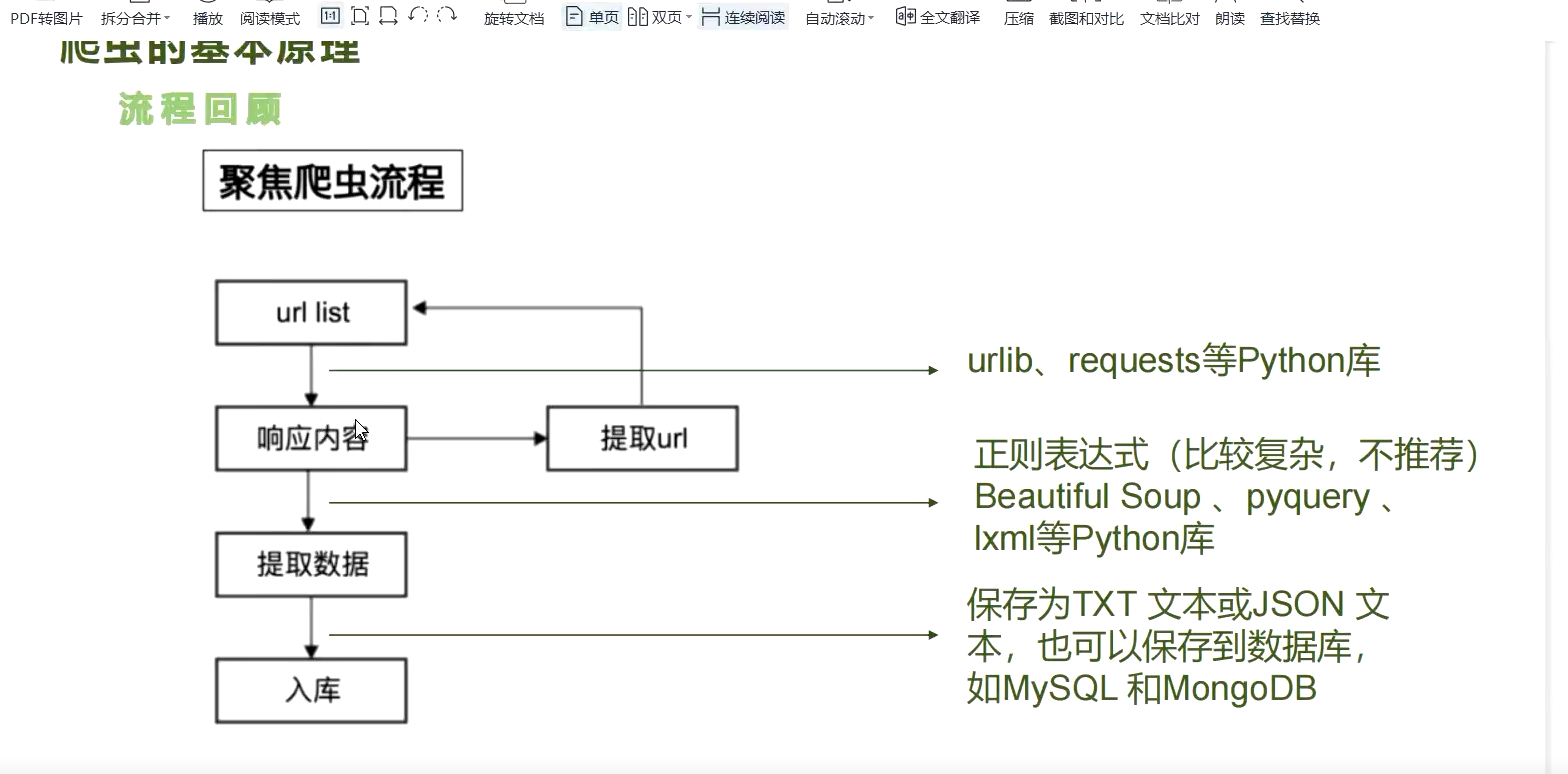 PDF转图片 拆分合并 播放 阅读模式 1:1 旋转文档 单页 双页 连续阅读 自动滚动 全文翻译 压缩 截图和对比 文档比对 朗读 查找替换
爬虫的基本原理
流程回顾
聚焦爬虫流程
url list
urlib、requests等Python库
响应内容
提取url
正则表达式（比较复杂，不推荐）
Beautiful Soup 、pyquery 、
lxml等Python库
提取数据
保存为TXT 文本或JSON 文
本，也可以保存到数据库，
如MySQL 和MongoDB
入库